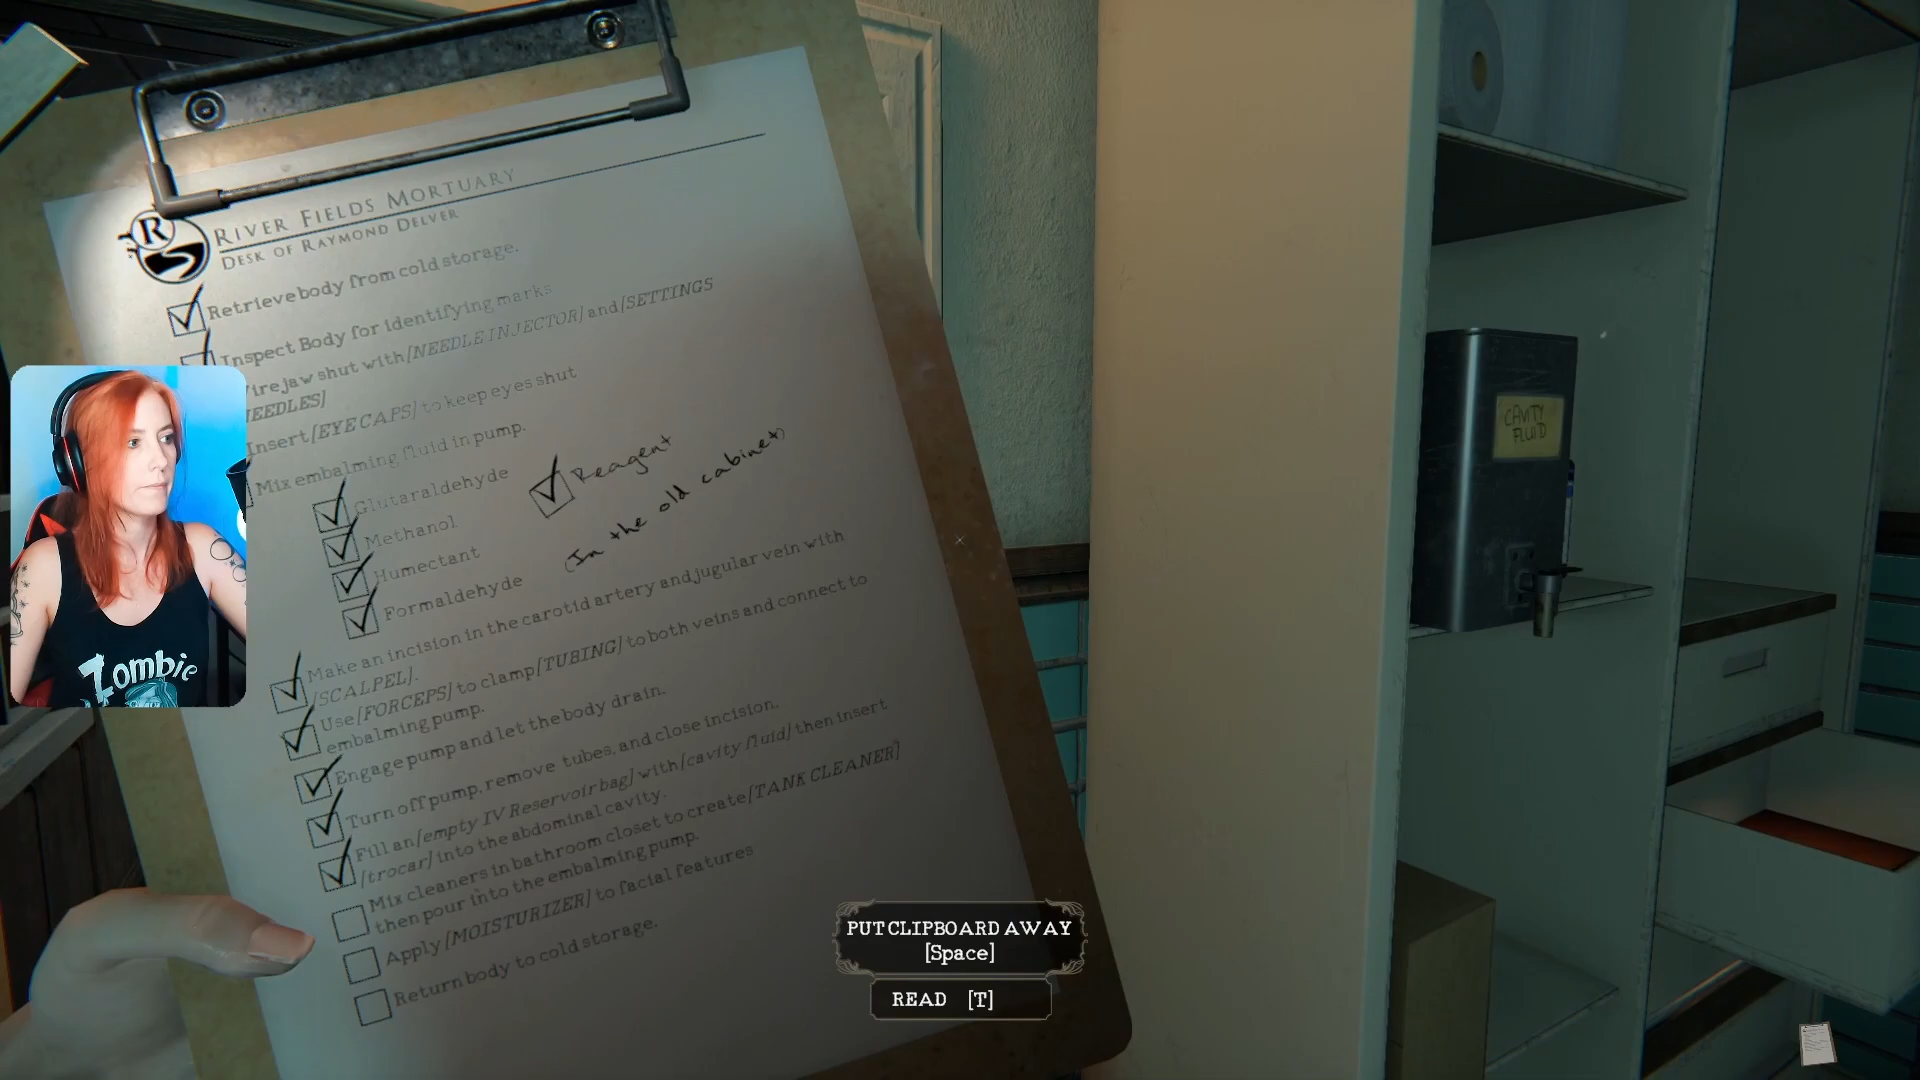 R
RIVER FIELDS MORTUARY
DESK OF RAYMOND DELVER
Retrieve body from cold storage.
Inspect Body for identifying marks
ire jaw shut with [NEEDLE INJECTOR] and [SETTINGS
NEEDLES]
Insert [EYE CAPS] to keep eyes shut
Mix embalming fluid in pump.
Glutaraldehyde
Methanol
Humectant
Formaldehyde
Reagent
(In the old cabinet)
Make an incision in the carotid artery and jugular vein with
[SCALPEL].
Use [FORCEPS] to clamp [TUBING] to both veins and connect to
embalming pump.
Engage pump and let the body drain.
Turn off pump, remove tubes, and close incision.
Fill an [empty IV Reservoir bag] with [cavity fluid] then insert
[trocar] into the abdominal cavity.
Mix cleaners in bathroom closet to create [TANK CLEANER]
then pour into the embalming pump.
Apply [MOISTURIZER] to facial features
Return body to cold storage.
CAVITY
FLUID
Zombie
PUT CLIPBOARD AWAY
[Space]
READ [T]